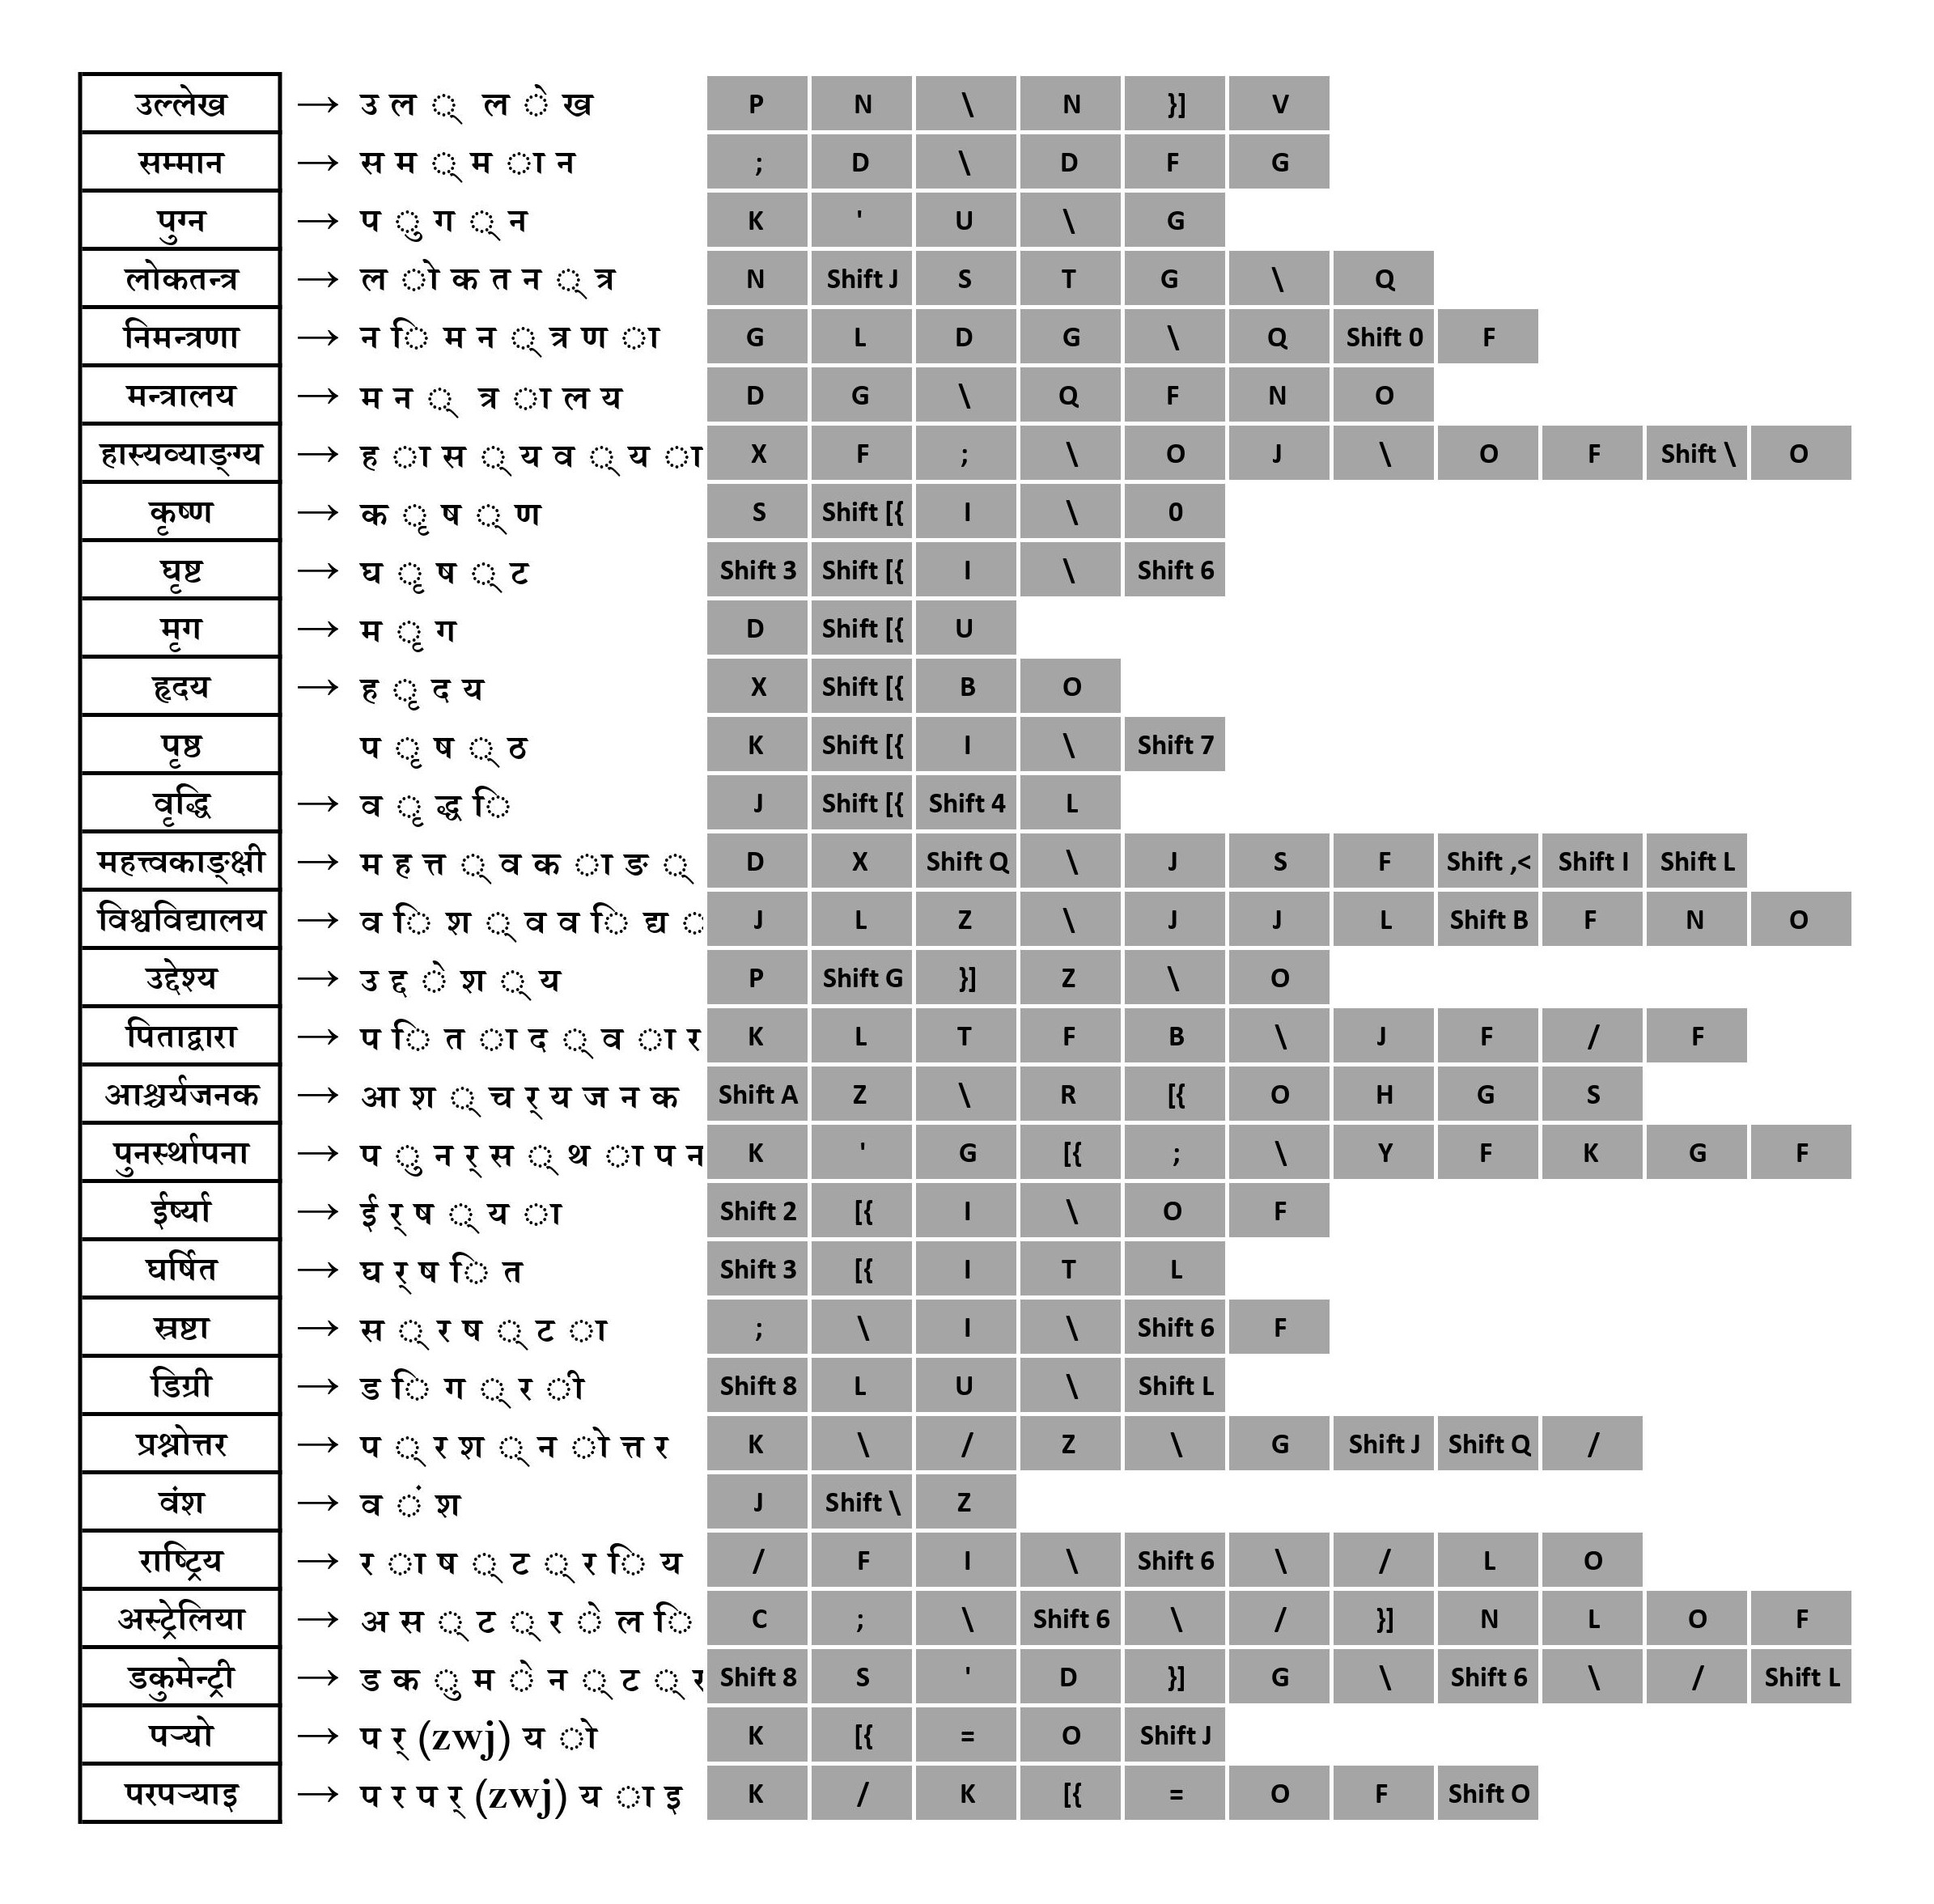 उल्लेख → उ ल ् ल े ख P N \ N }] V
सम्मान → स म ् म ा न ; D \ D F G
पुग्न → प ु ग ् न K ' U \ G
लोकतन्त्र → ल ो क त न ् त्र N Shift J S T G \ Q
निमन्त्रणा → न ि म न ् त्र ण ा G L D G \ Q Shift 0 F
मन्त्रालय → म न ् त्र ा ल य D G \ Q F N O
हास्यव्याङ्ग्य → ह ा स ् य व ् य ा X F ; \ O J \ O F Shift \ O
कृष्ण → क ृ ष ् ण S Shift [{ I \ 0
घृष्ट → घ ृ ष ् ट Shift 3 Shift [{ I \ Shift 6
मृग → म ृ ग D Shift [{ U
हृदय → ह ृ द य X Shift [{ B O
पृष्ठ प ृ ष ् ठ K Shift [{ I \ Shift 7
वृद्धि → व ृ द्ध ि J Shift [{ Shift 4 L
महत्त्वकाङ्क्षी → म ह त्त ् व क ा ङ ् D X Shift Q \ J S F Shift ,< Shift I Shift L
विश्वविद्यालय → व ि श ् व व ि द्य J L Z \ J J L Shift B F N O
उद्देश्य → उ द्द े श ् य P Shift G }] Z \ O
पिताद्वारा → प ि त ा द ् व ा र K L T F B \ J F / F
आश्चर्यजनक → आ श ् च र् य ज न क Shift A Z \ R [{ O H G S
पुनर्स्थापना → प ु न र् स ् थ ा प न K ' G [{ ; \ Y F K G F
ईर्ष्या → ई र् ष ् य ा Shift 2 [{ I \ O F
घर्षित → घ र् ष ि त Shift 3 [{ I T L
स्रष्टा → स ् र ष ् ट ा ; \ I \ Shift 6 F
डिग्री → ड ि ग ् र ी Shift 8 L U \ Shift L
प्रश्नोत्तर → प ् र श ् न ो त्त र K \ / Z \ G Shift J Shift Q /
वंश → व ं श J Shift \ Z
राष्ट्रिय → र ा ष ् ट ् र ि य / F I \ Shift 6 \ / L O
अस्ट्रेलिया → अ स ् ट ् र े ल ि C ; \ Shift 6 \ / }] N L O F
डकुमेन्ट्री → ड क ु म े न ् ट ् र Shift 8 S ' D }] G \ Shift 6 \ / Shift L
पर्‍यो → प र् (zwj) य ो K [{ = O Shift J
परपर्‍याइ → प र प र् (zwj) य ा इ K / K [{ = O F Shift O